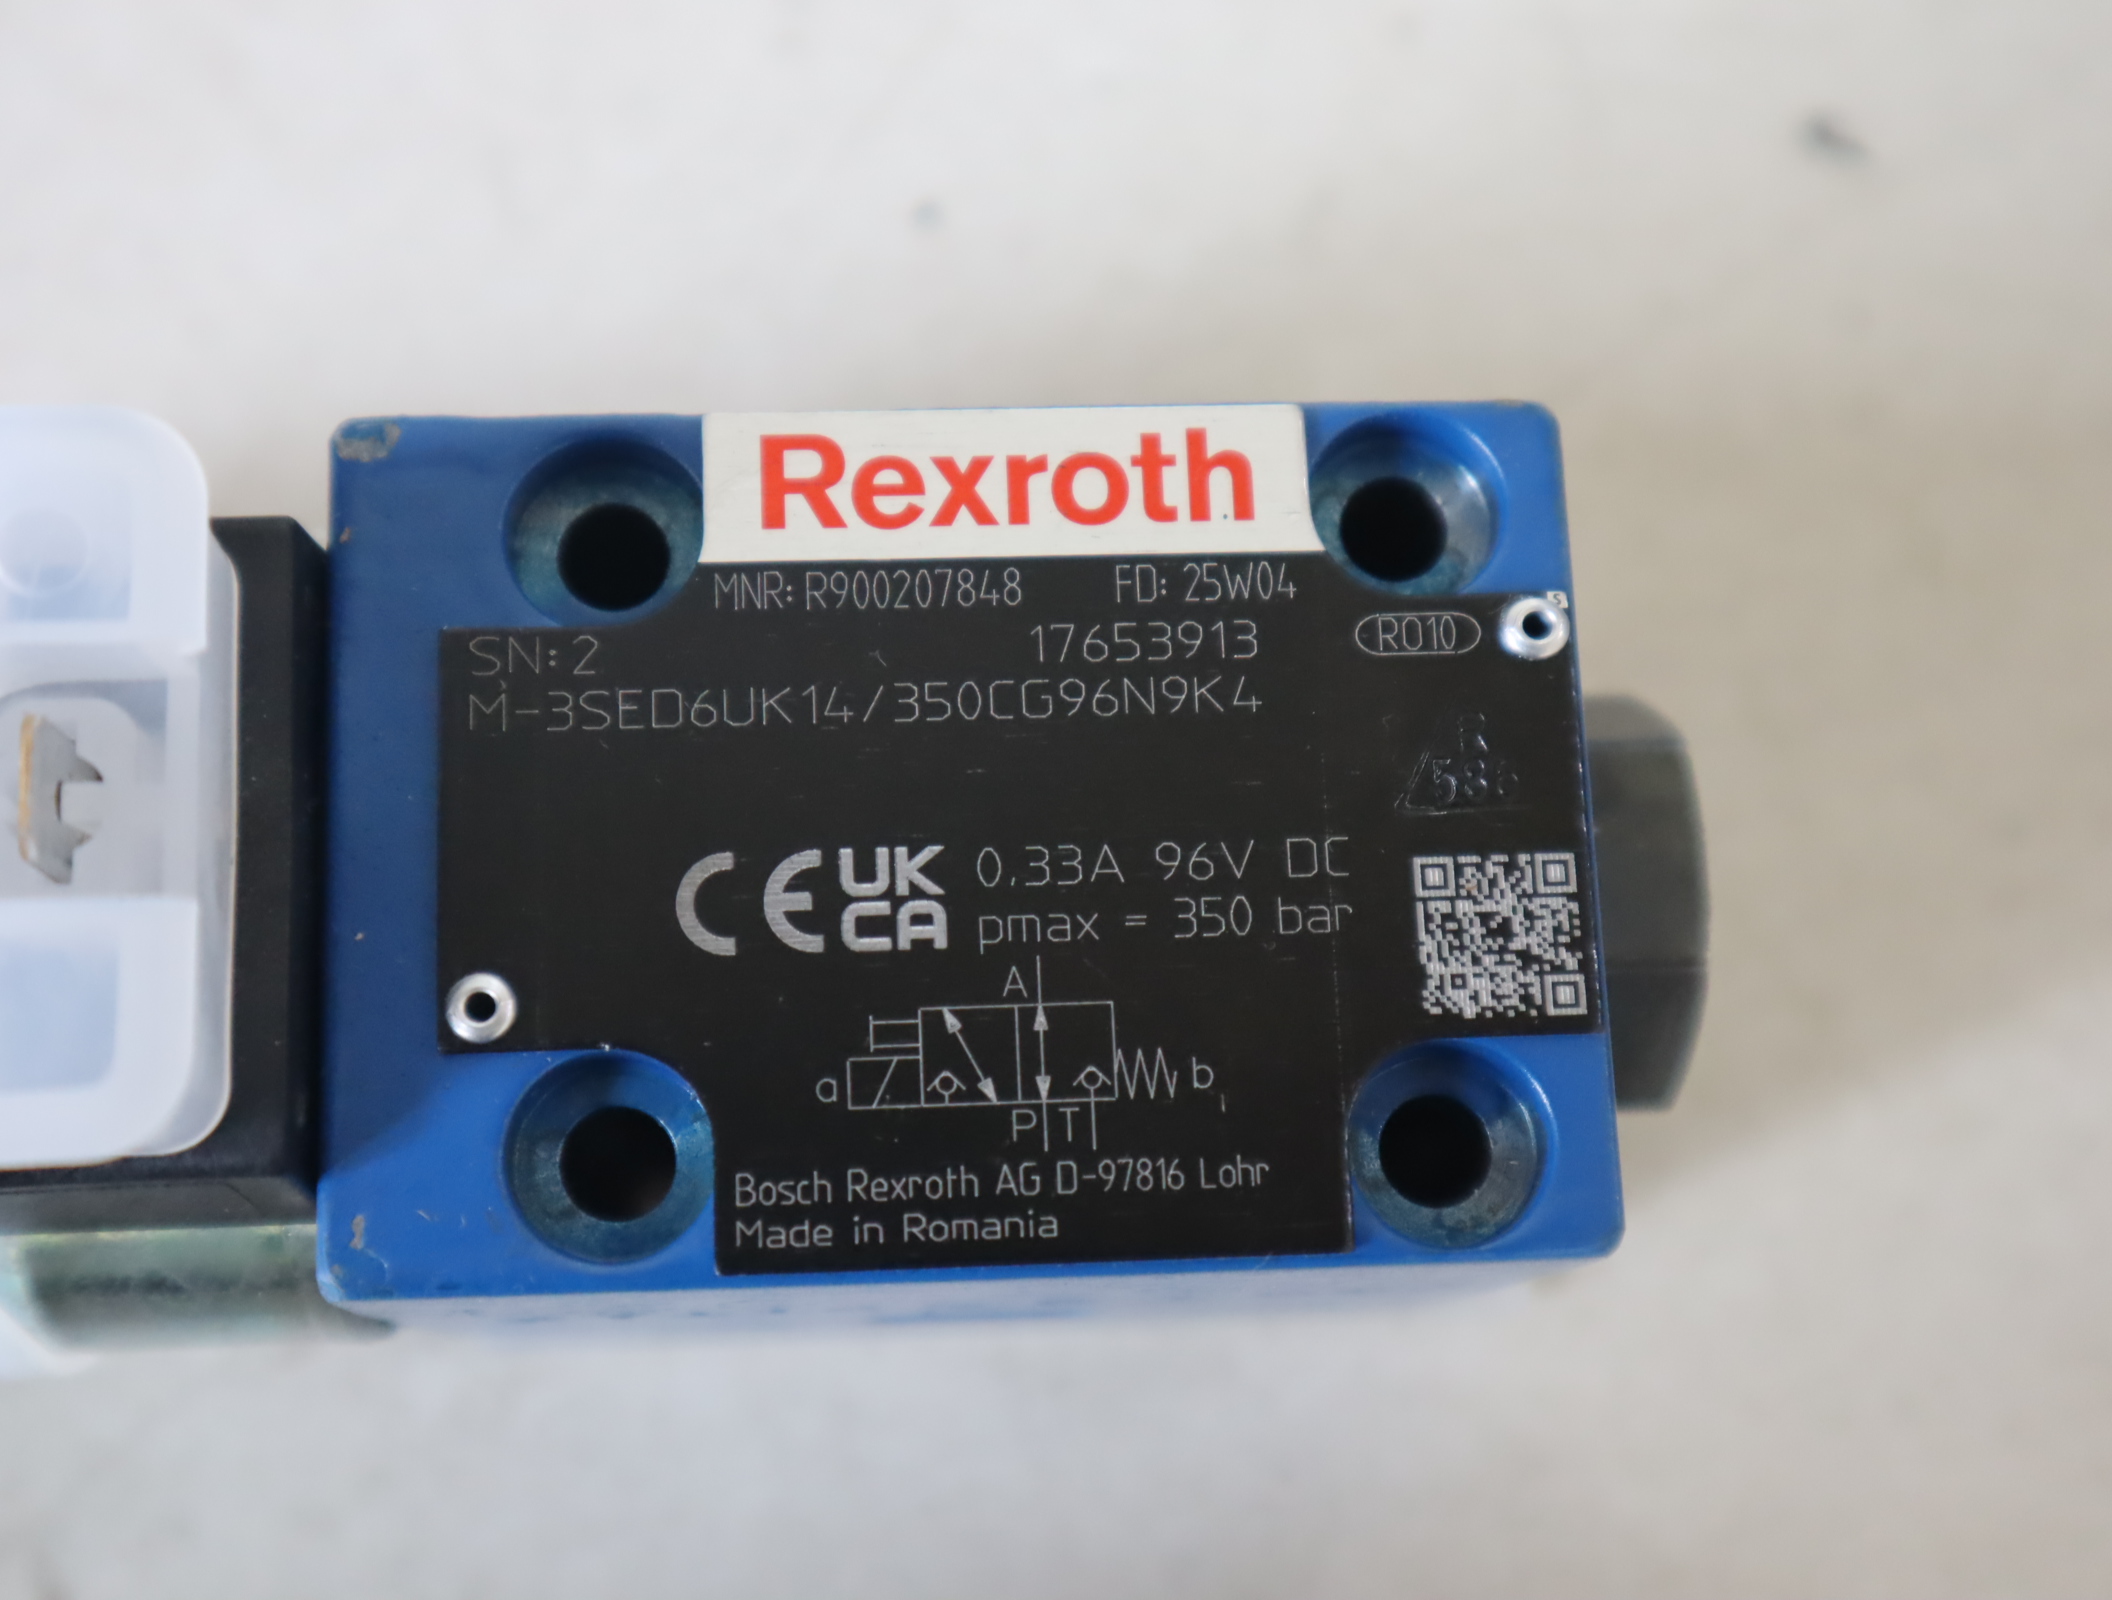 Rexroth
MNR: R900207848 FD: 25W04
SN: 2 17653913 RO10
M-3SED6UK14/350CG96N9K4
R
CE UK CA 0.33A 96V DC
pmax = 350 bar
A
a b
P T
Bosch Rexroth AG D-97816 Lohr
Made in Romania